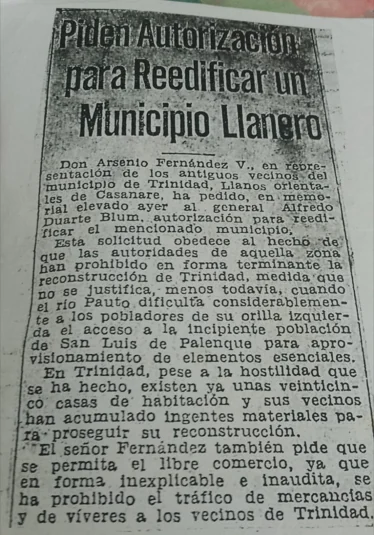 Piden Autorización
para Reedificar un
Municipio Llanero
Don Arsenio Fernández V., en repre-
sentación de los antiguos vecinos del
municipio de Trinidad, Llanos orienta-
les de Casanare, ha pedido, en memo-
rial elevado ayer al general Alfredo
Duarte Blum, autorización para reedi-
ficar el mencionado municipio.
Esta solicitud obedece al hecho de
que las autoridades de aquella zona
han prohibido en forma terminante la
reconstrucción de Trinidad, medida que
no se justifica, menos todavía, cuando
el río Pauto dificulta considerablemen-
te a los pobladores de su orilla izquier-
da el acceso a la incipiente población
de San Luis de Palenque para apro-
visionamiento de elementos esenciales.
En Trinidad, pese a la hostilidad que
se ha hecho, existen ya unas veinticin-
co casas de habitación y sus vecinos
han acumulado ingentes materiales pa-
ra proseguir su reconstrucción.
El señor Fernández también pide que
se permita el libre comercio, ya que
en forma inexplicable e inaudita, se
ha prohibido el tráfico de mercancías
y de víveres a los vecinos de Trinidad.